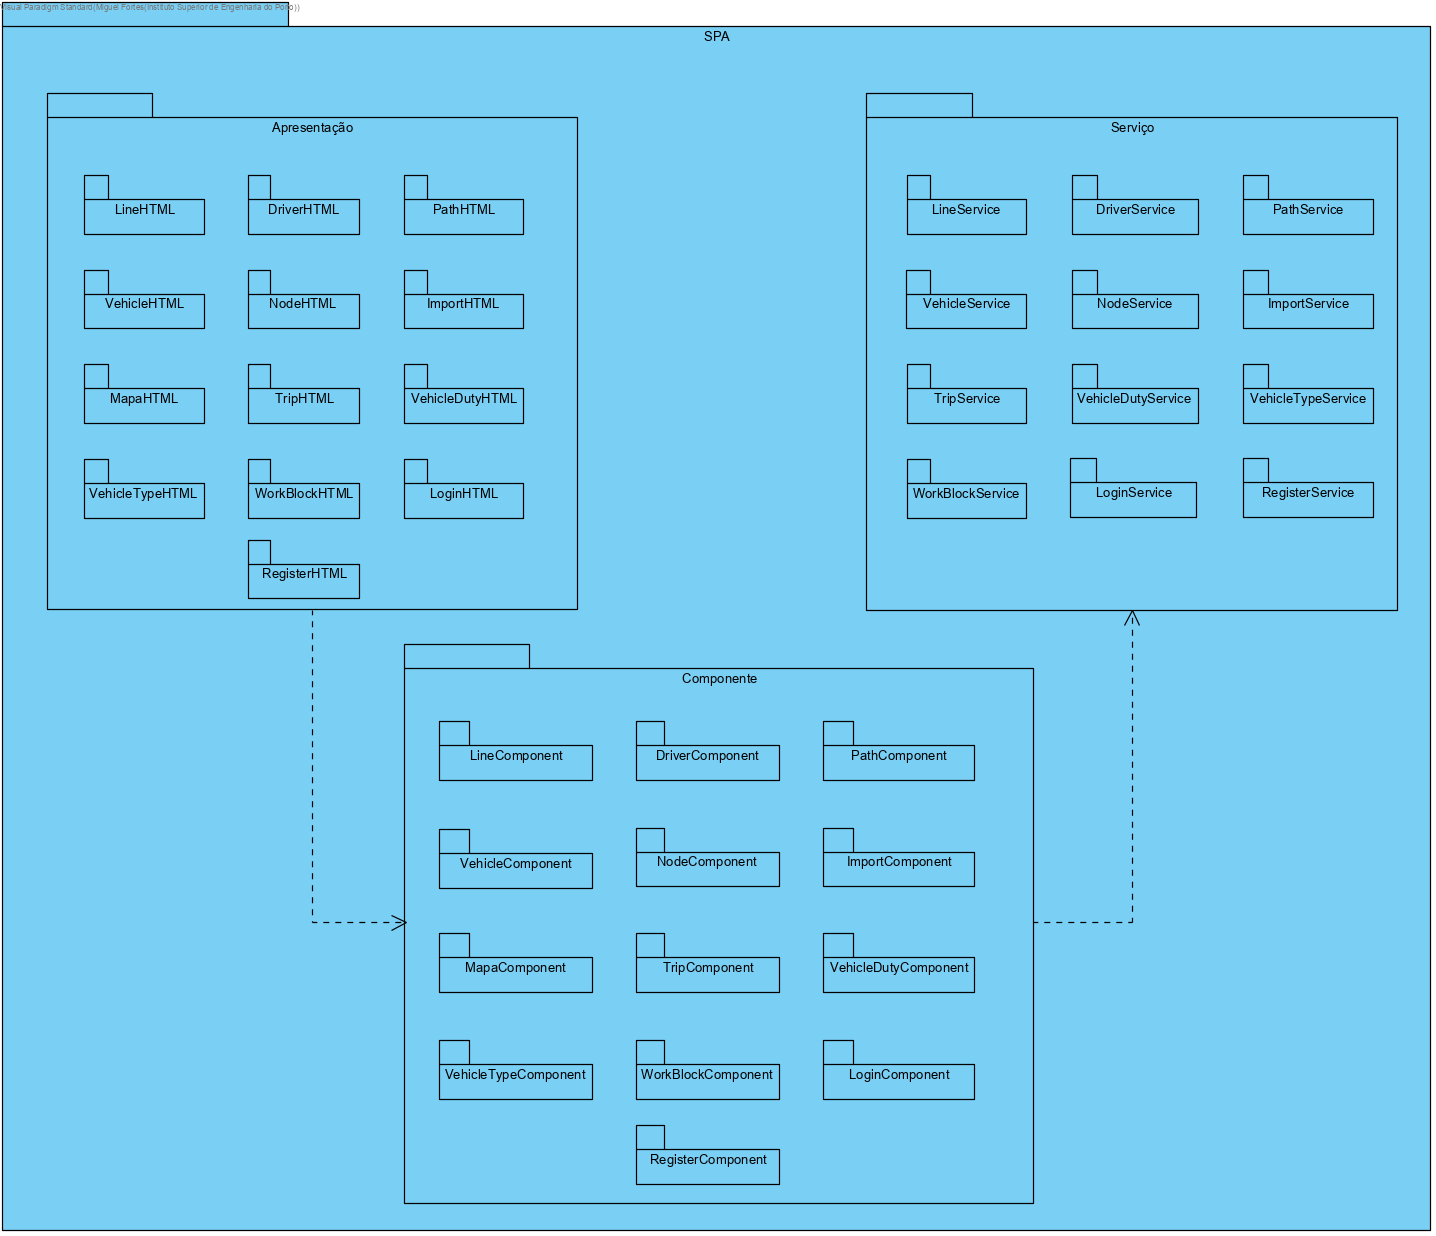 Visual Paradigm Standard(Miguel Fortes(Instituto Superior de Engenharia do Porto))
SPA
Apresentação
LineHTML
DriverHTML
PathHTML
VehicleHTML
NodeHTML
ImportHTML
MapaHTML
TripHTML
VehicleDutyHTML
VehicleTypeHTML
WorkBlockHTML
LoginHTML
RegisterHTML
Serviço
LineService
DriverService
PathService
VehicleService
NodeService
ImportService
TripService
VehicleDutyService
VehicleTypeService
WorkBlockService
LoginService
RegisterService
Componente
LineComponent
DriverComponent
PathComponent
VehicleComponent
NodeComponent
ImportComponent
MapaComponent
TripComponent
VehicleDutyComponent
VehicleTypeComponent
WorkBlockComponent
LoginComponent
RegisterComponent